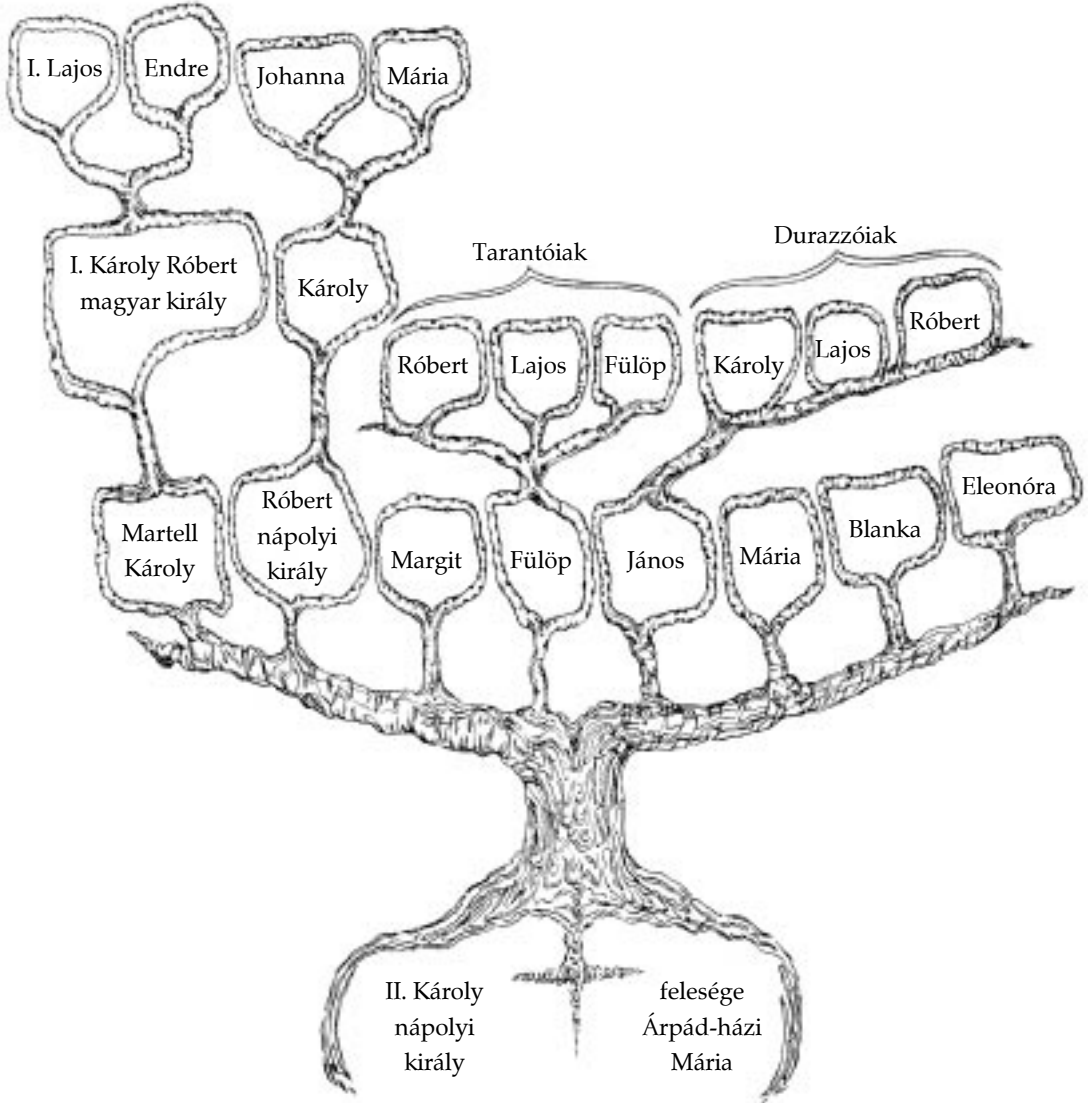 I. Lajos
Endre
Johanna
Mária
I. Károly Róbert
magyar király
Károly
Tarantóiak
Durazzóiak
Róbert
Lajos
Fülöp
Károly
Lajos
Róbert
Martell
Károly
Róbert
nápolyi
király
Margit
Fülöp
János
Mária
Blanka
Eleonóra
II. Károly
nápolyi
király
felesége
Árpád-házi
Mária